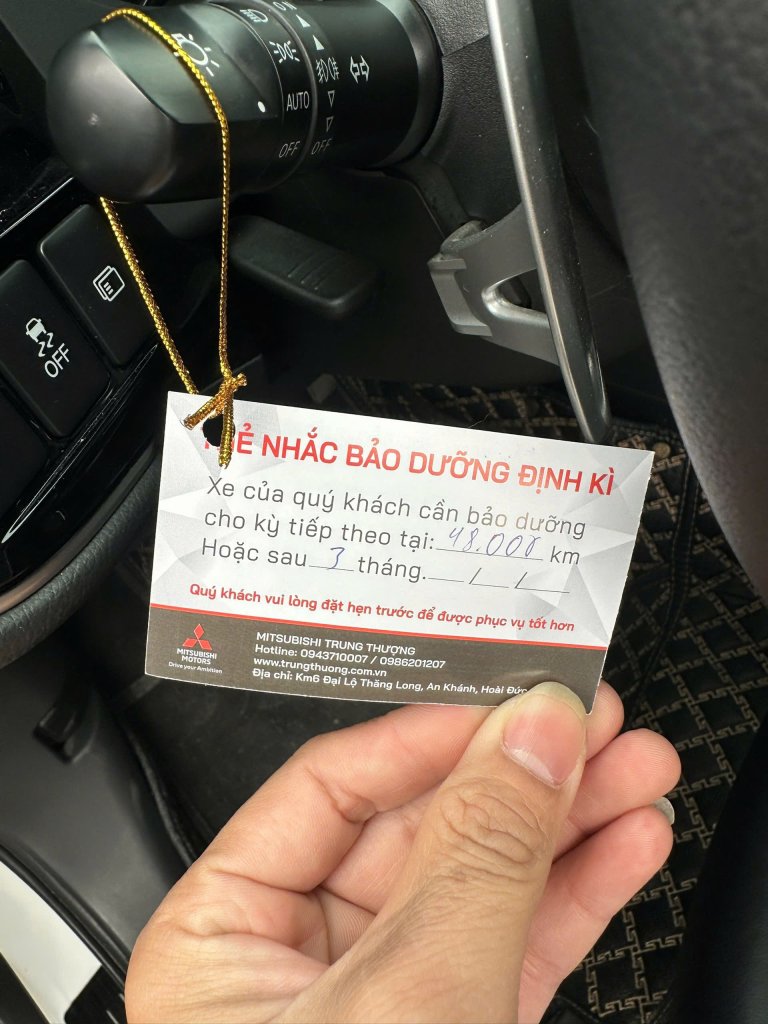 AUTO
OFF
OFF
OFF
NHẮC BẢO DƯỠNG ĐỊNH KÌ
Xe của quý khách cần bảo dưỡng
cho kỳ tiếp theo tại: 48.000 km
Hoặc sau 3 tháng. / /
Quý khách vui lòng đặt hẹn trước để được phục vụ tốt hơn
MITSUBISHI
MOTORS
Drive your Ambition
MITSUBISHI TRUNG THƯỢNG
Hotline: 0943710007 / 0986201207
www.trungthuong.com.vn
Địa chỉ: Km6 Đại Lộ Thăng Long, An Khánh, Hoài Đức